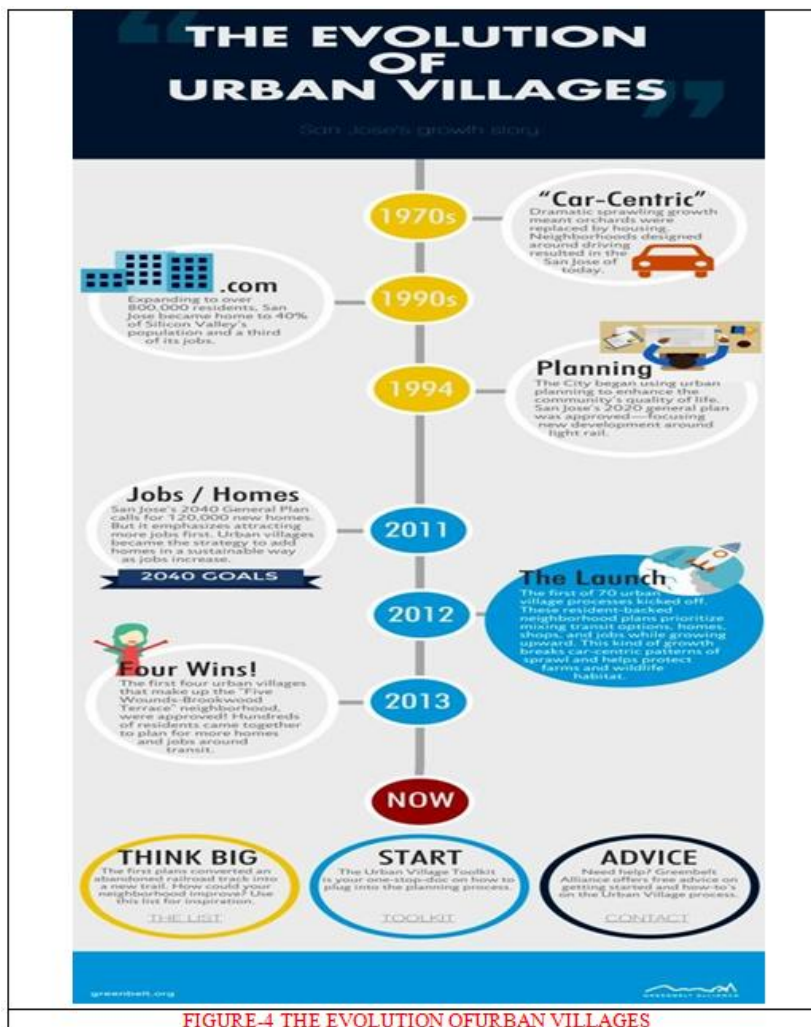 THE EVOLUTION
OF
URBAN VILLAGES
San Jose's growth story
1970s
"Car-Centric"
Dramatic sprawling growth
meant orchards were
replaced by housing.
Neighborhoods designed
around driving
resulted in the
San Jose of
today.
.com
Expanding to over
800,000 residents, San
Jose became home to 40%
of Silicon Valley's
population and a third
of its jobs.
1990s
1994
Planning
The City began using urban
planning to enhance the
community's quality of life.
San Jose's 2020 general plan
was approved—focusing
new development around
light rail.
Jobs / Homes
San Jose's 2040 General Plan
calls for 120,000 new homes.
But it emphasizes attracting
more jobs first. Urban villages
became the strategy to add
homes in a sustainable way
as jobs increase.
2040 GOALS
2011
2012
The Launch
The first of 70 urban
village processes kicked off.
These resident-backed
neighborhood plans prioritize
mixing transit options, homes,
shops, and jobs while growing
upward. This kind of growth
breaks car-centric patterns of
sprawl and helps protect
farms and wildlife
habitat.
Four Wins!
The first four urban villages
that make up the "Five
Wounds-Brookwood
Terrace" neighborhood,
were approved! Hundreds
of residents came together
to plan for more homes
and jobs around
transit.
2013
NOW
THINK BIG
The first plans converted an
abandoned railroad track into
a new trail. How could your
neighborhood improve? Use
this list for inspiration.
THE LIST
START
The Urban Village Toolkit
is your one-stop-doc on how to
plug into the planning process.
TOOLKIT
ADVICE
Need help? Greenbelt
Alliance offers free advice on
getting started and how-to's
on the Urban Village process.
CONTACT
greenbelt.org
GREENBELT ALLIANCE
FIGURE-4 THE EVOLUTION OFURBAN VILLAGES